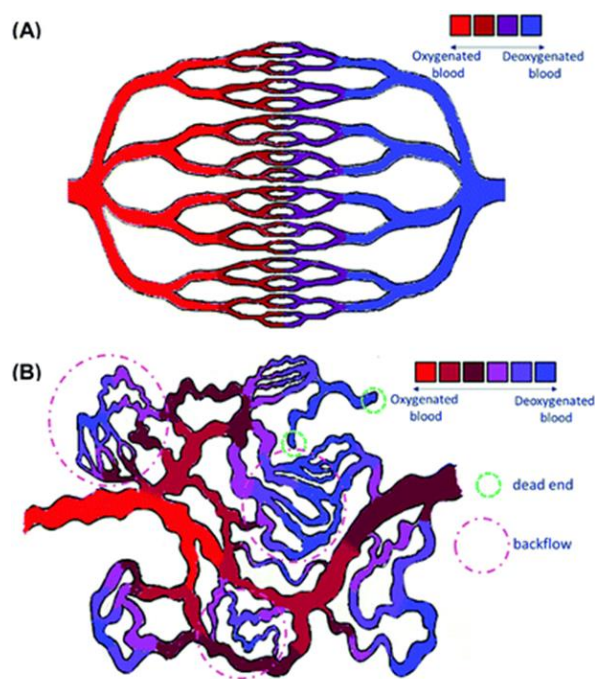 (A)
Oxygenated Deoxygenated
blood blood
(B)
Oxygenated Deoxygenated
blood blood
dead end
backflow